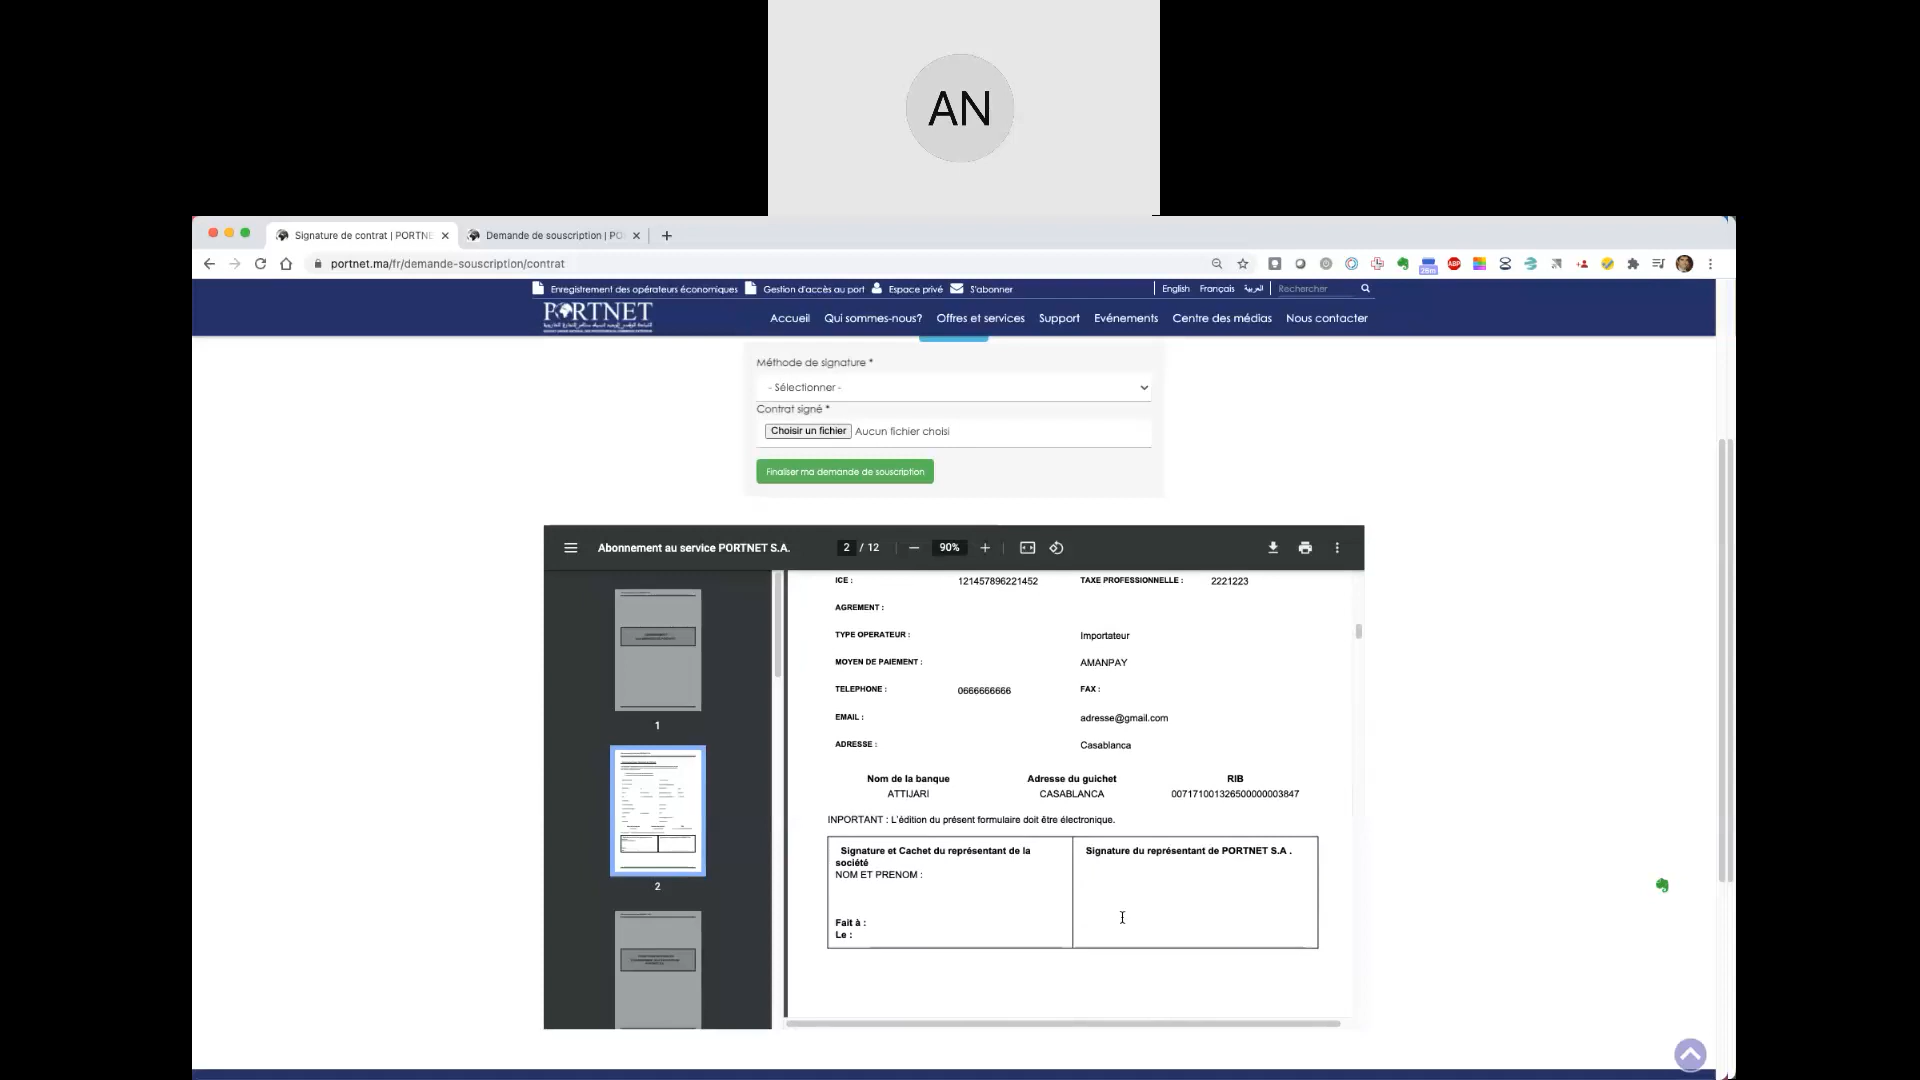 AN
Signature de contrat | PORTNE
Demande de souscription | PO
portnet.ma/fr/demande-souscription/contrat
26m
ABP
Enregistrement des opérateurs économiques
Gestion d'accès au port
Espace privé
S'abonner
English
Français
العربية
Rechercher
PORTNET
Accueil
Qui sommes-nous?
Offres et services
Support
Evénements
Centre des médias
Nous contacter
Méthode de signature *
- Sélectionner -
Contrat signé *
Choisir un fichier Aucun fichier choisi
Finaliser ma demande de souscription
Abonnement au service PORTNET S.A.
2 / 12
90%
1
2
ICE : 121457896221452 TAXE PROFESSIONNELLE : 2221223
AGREMENT :
TYPE OPERATEUR : Importateur
MOYEN DE PAIEMENT : AMANPAY
TELEPHONE : 0666666666 FAX :
EMAIL : adresse@gmail.com
ADRESSE : Casablanca
Nom de la banque Adresse du guichet RIB
ATTIJARI CASABLANCA 007171001326500000003847
INPORTANT : L'édition du présent formulaire doit être électronique.
Signature et Cachet du représentant de la
société
NOM ET PRENOM :
Fait à :
Le :
Signature du représentant de PORTNET S.A .